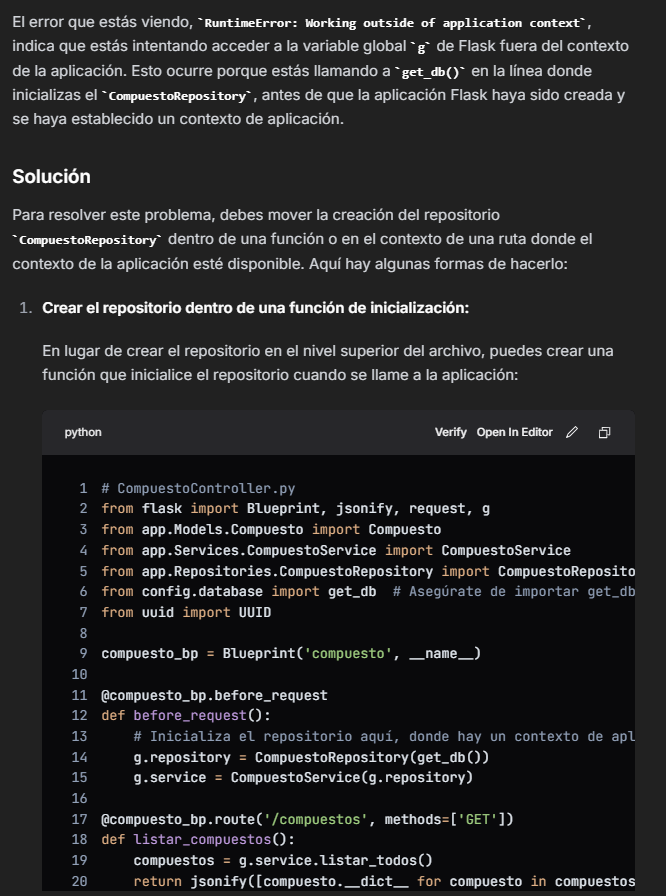 El error que estás viendo, `RuntimeError: Working outside of application context`,
indica que estás intentando acceder a la variable global `g` de Flask fuera del contexto
de la aplicación. Esto ocurre porque estás llamando a `get_db()` en la línea donde
inicializas el `CompuestoRepository`, antes de que la aplicación Flask haya sido creada y
se haya establecido un contexto de aplicación.
Solución
Para resolver este problema, debes mover la creación del repositorio
`CompuestoRepository` dentro de una función o en el contexto de una ruta donde el
contexto de la aplicación esté disponible. Aquí hay algunas formas de hacerlo:
1. Crear el repositorio dentro de una función de inicialización:
En lugar de crear el repositorio en el nivel superior del archivo, puedes crear una
función que inicialice el repositorio cuando se llame a la aplicación:
python Verify Open In Editor
1 # CompuestoController.py
2 from flask import Blueprint, jsonify, request, g
3 from app.Models.Compuesto import Compuesto
4 from app.Services.CompuestoService import CompuestoService
5 from app.Repositories.CompuestoRepository import CompuestoReposito
6 from config.database import get_db  # Asegúrate de importar get_db
7 from uuid import UUID
8
9 compuesto_bp = Blueprint('compuesto', __name__)
10
11 @compuesto_bp.before_request
12 def before_request():
13     # Inicializa el repositorio aquí, donde hay un contexto de apl
14     g.repository = CompuestoRepository(get_db())
15     g.service = CompuestoService(g.repository)
16
17 @compuesto_bp.route('/compuestos', methods=['GET'])
18 def listar_compuestos():
19     compuestos = g.service.listar_todos()
20     return jsonify([compuesto.__dict__ for compuesto in compuestos